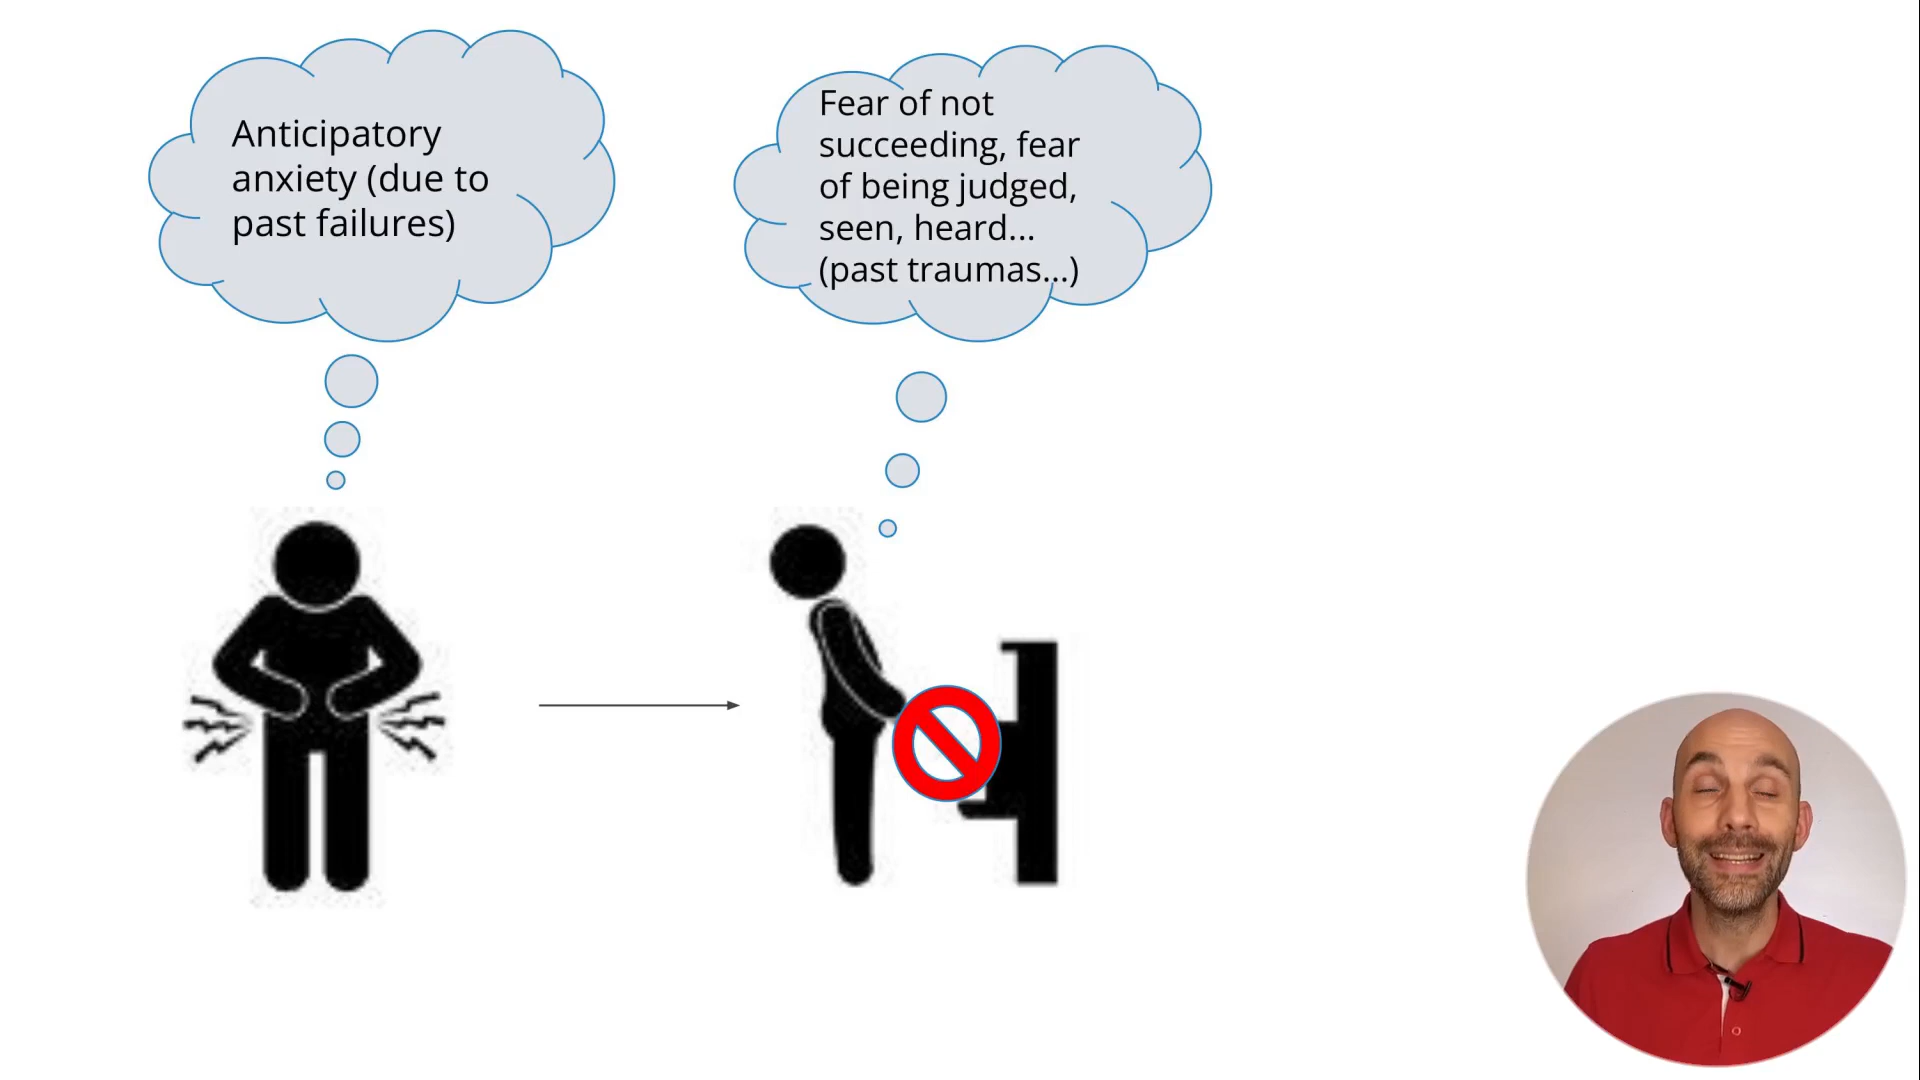 Anticipatory
anxiety (due to
past failures)
Fear of not
succeeding, fear
of being judged,
seen, heard...
(past traumas...)